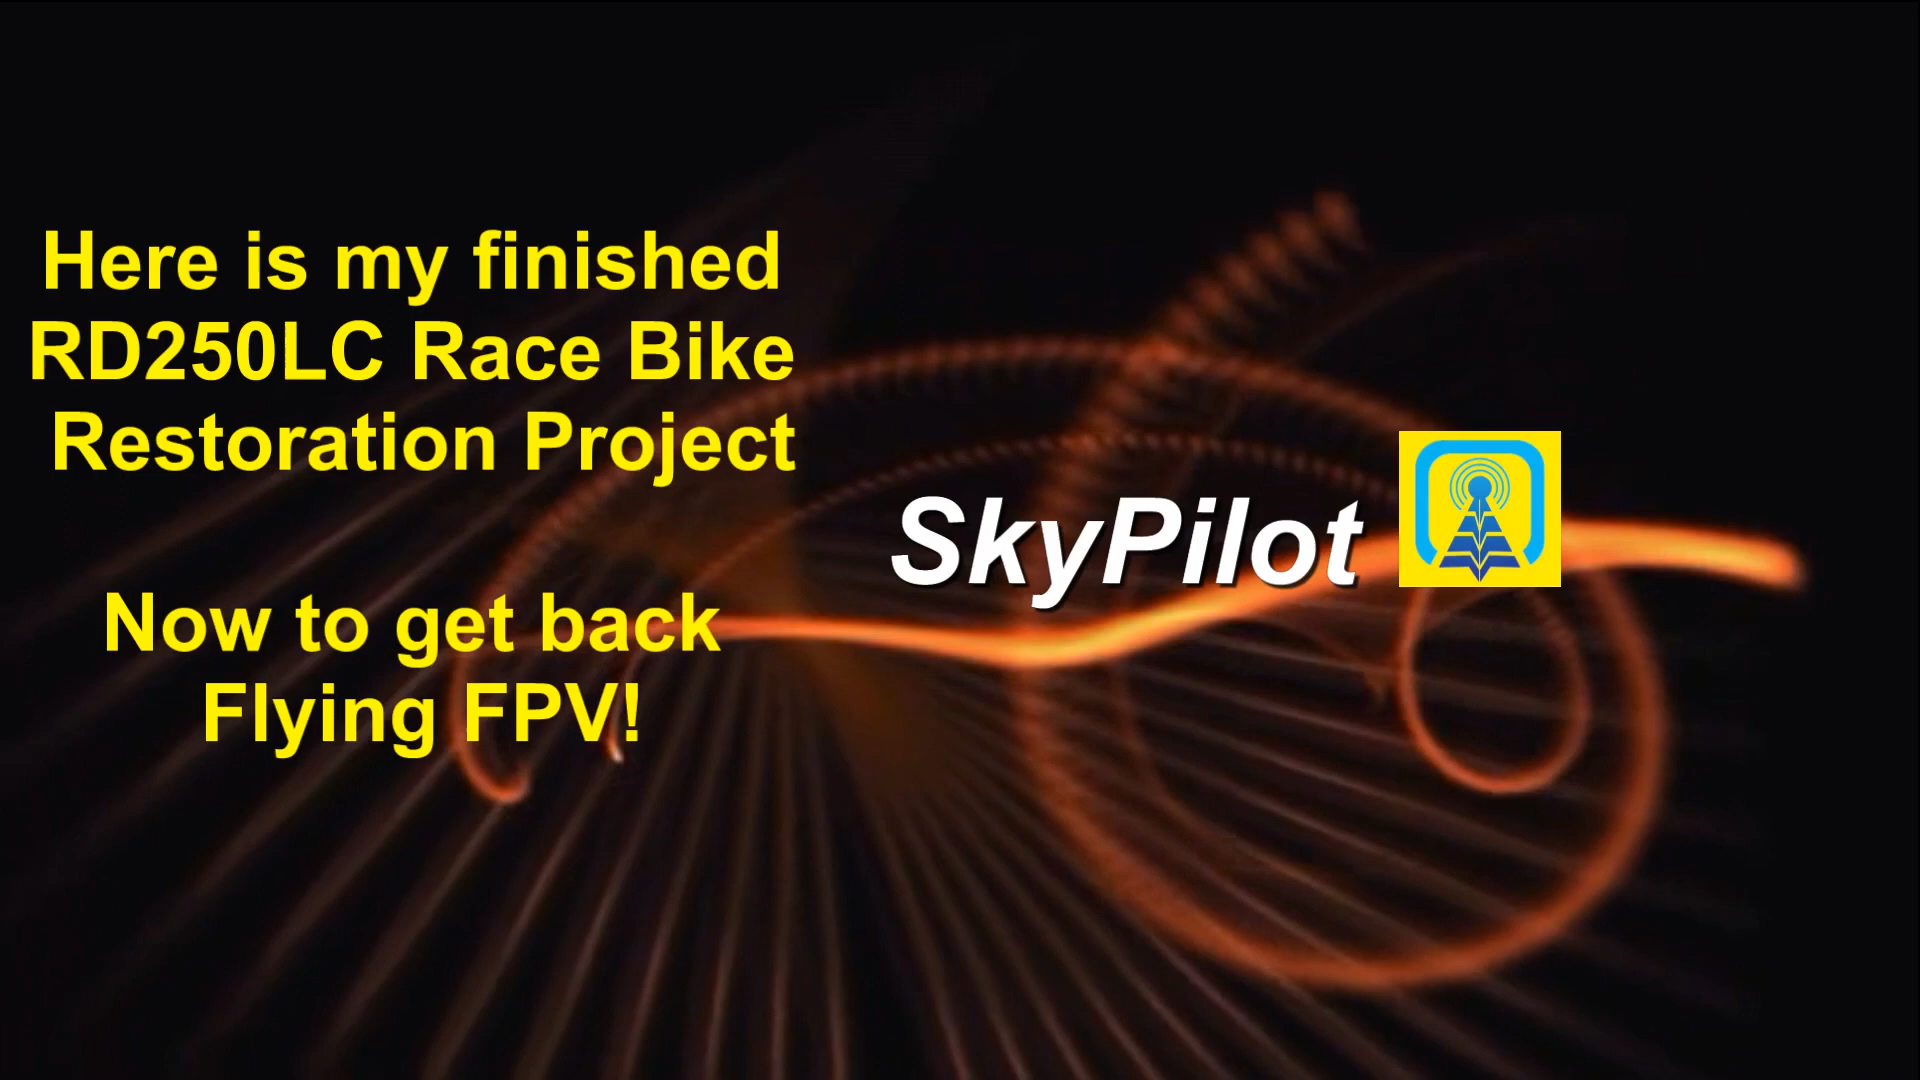 Here is my finished
RD250LC Race Bike
Restoration Project
Now to get back
Flying FPV!
SkyPilot